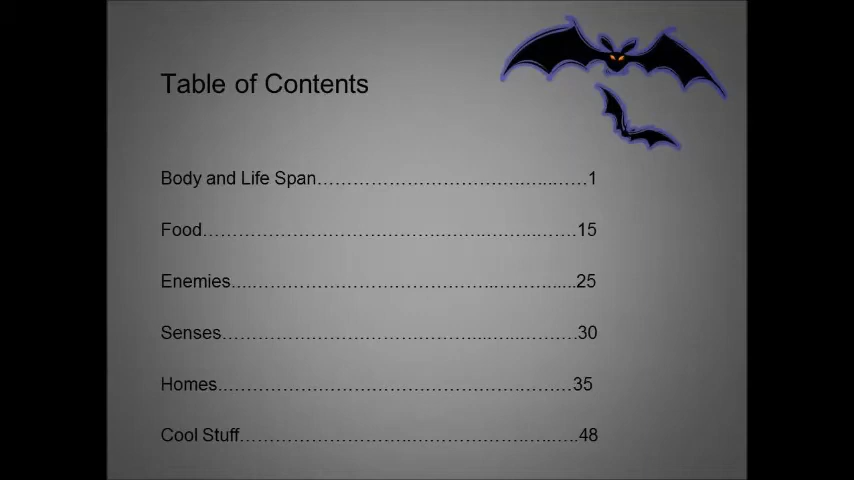 Table of Contents
Body and Life Span……………………………………1
Food……………………………………………………15
Enemies………………………………………………25
Senses…………………………………………………30
Homes…………………………………………………35
Cool Stuff………………………………………………48